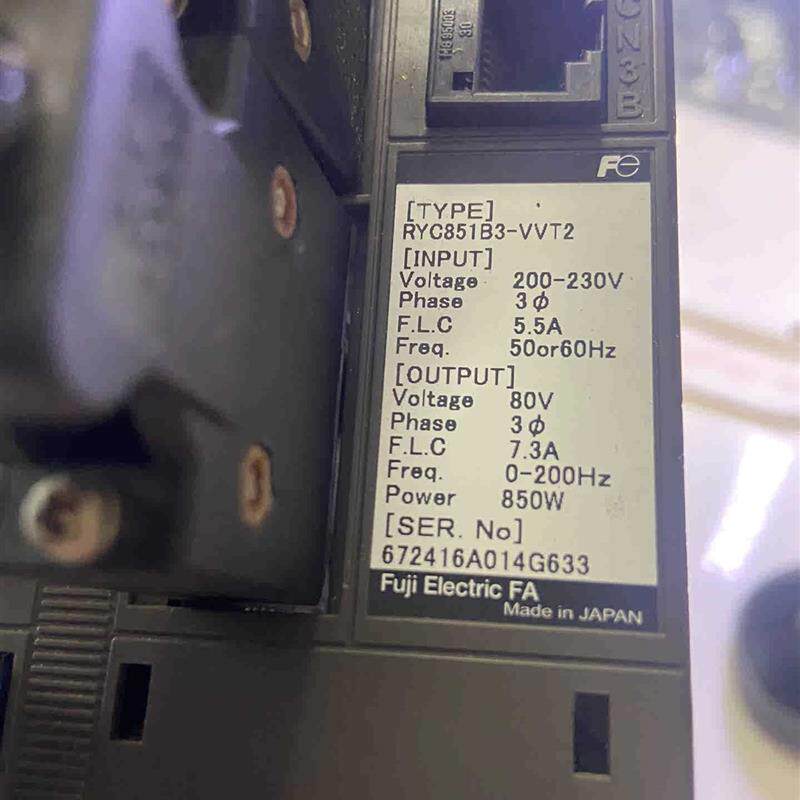 CN3B
Fe
[TYPE]
RYC851B3-VVT2
[INPUT]
Voltage 200-230V
Phase 3ϕ
F.L.C 5.5A
Freq. 50or60Hz
[OUTPUT]
Voltage 80V
Phase 3ϕ
F.L.C 7.3A
Freq. 0-200Hz
Power 850W
[SER. No]
672416A014G633
Fuji Electric FA
Made in JAPAN